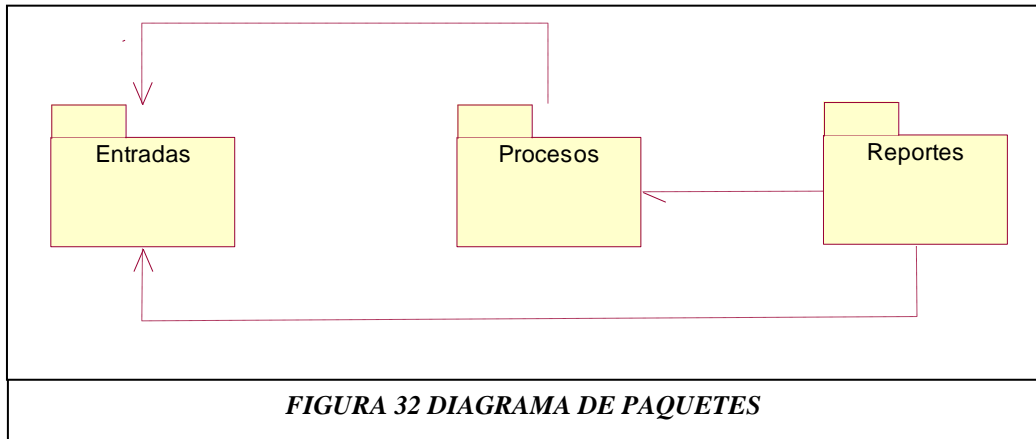 Entradas
Procesos
Reportes
FIGURA 32 DIAGRAMA DE PAQUETES